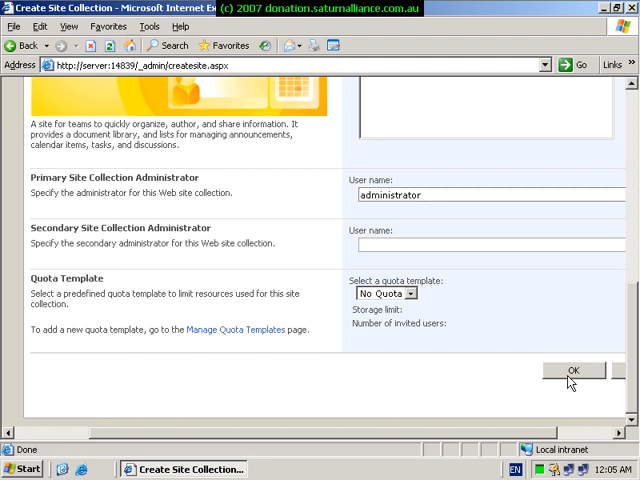 Create Site Collection - Microsoft Internet Ex
(c) 2007 donation.saturnalliance.com.au
File Edit View Favorites Tools Help
Back Search Favorites
Address http://server:14839/_admin/createsite.aspx Go Links »
A site for teams to quickly organize, author, and share information. It
provides a document library, and lists for managing announcements,
calendar items, tasks, and discussions.
Primary Site Collection Administrator
Specify the administrator for this Web site collection.
User name:
administrator
Secondary Site Collection Administrator
Specify the secondary administrator for this Web site collection.
User name:
Quota Template
Select a predefined quota template to limit resources used for this site
collection.
To add a new quota template, go to the Manage Quota Templates page.
Select a quota template:
No Quota
Storage limit:
Number of invited users:
OK
Done Local intranet
Start Create Site Collection... EN 12:05 AM